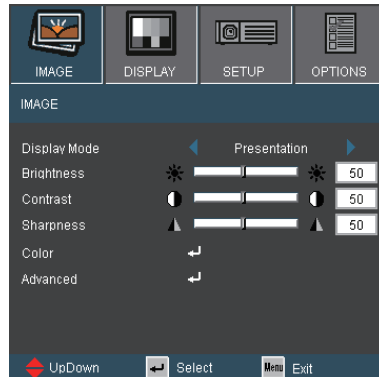 IMAGE DISPLAY SETUP OPTIONS
IMAGE
Display Mode Presentation
Brightness 50
Contrast 50
Sharpness 50
Color
Advanced
UpDown Select Menu Exit